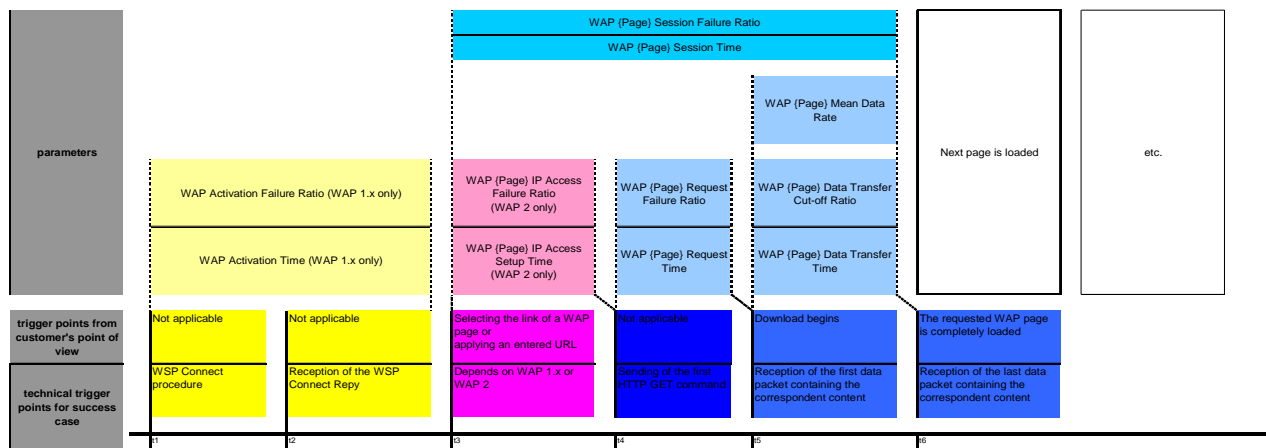 WAP {Page} Session Failure Ratio
WAP {Page} Session Time
WAP {Page} Mean Data
Rate
parameters
Next page is loaded
etc.
WAP Activation Failure Ratio (WAP 1.x only)
WAP {Page} IP Access
Failure Ratio
(WAP 2 only)
WAP {Page} Request
Failure Ratio
WAP {Page} Data Transfer
Cut-off Ratio
WAP Activation Time (WAP 1.x only)
WAP {Page} IP Access
Setup Time
(WAP 2 only)
WAP {Page} Request
Time
WAP {Page} Data Transfer
Time
trigger points from
customer's point of
view
Not applicable
Not applicable
Selecting the link of a WAP
page or
applying an entered URL
Not applicable
Download begins
The requested WAP page
is completely loaded
technical trigger
points for success
case
WSP Connect
procedure
Reception of the WSP
Connect Repy
Depends on WAP 1.x or
WAP 2
Sending of the first
HTTP GET command
Reception of the first data
packet containing the
correspondent content
Reception of the last data
packet containing the
correspondent content
t1
t2
t3
t4
t5
t6